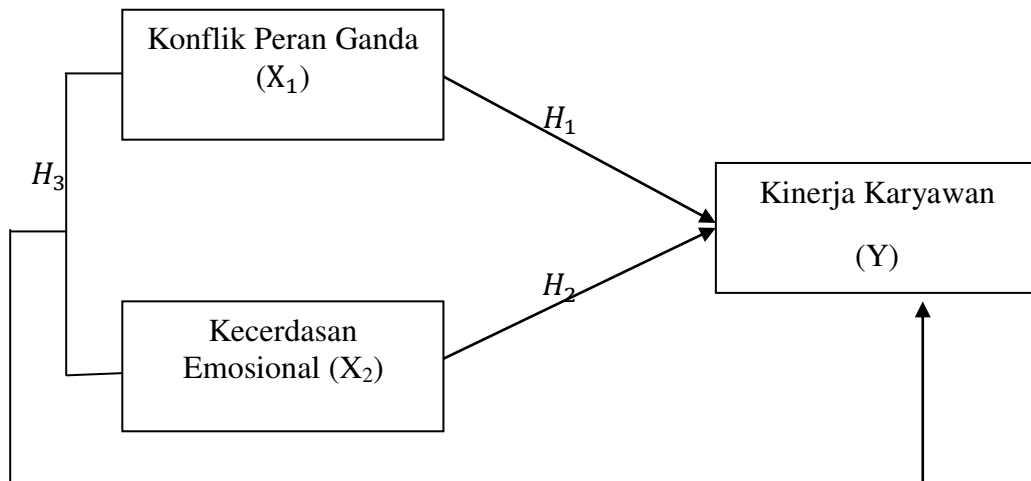 Konflik Peran Ganda
(X₁)
H₁
H₃
Kinerja Karyawan
(Y)
H₂
Kecerdasan
Emosional (X₂)